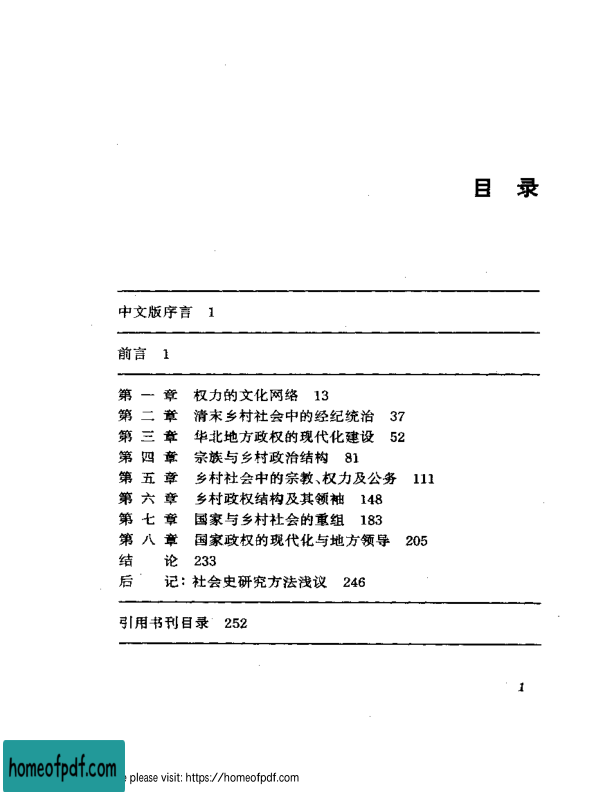 目 录
中文版序言 1
前言 1
第 一 章 权力的文化网络 13
第 二 章 清末乡村社会中的经纪统治 37
第 三 章 华北地方政权的现代化建设 52
第 四 章 宗族与乡村政治结构 81
第 五 章 乡村社会中的宗教、权力及公务 111
第 六 章 乡村政权结构及其领袖 148
第 七 章 国家与乡村社会的重组 183
第 八 章 国家政权的现代化与地方领导 205
结 论 233
后 记：社会史研究方法浅议 246
引用书刊目录 252
1
homeofpdf.com
please visit: https://homeofpdf.com